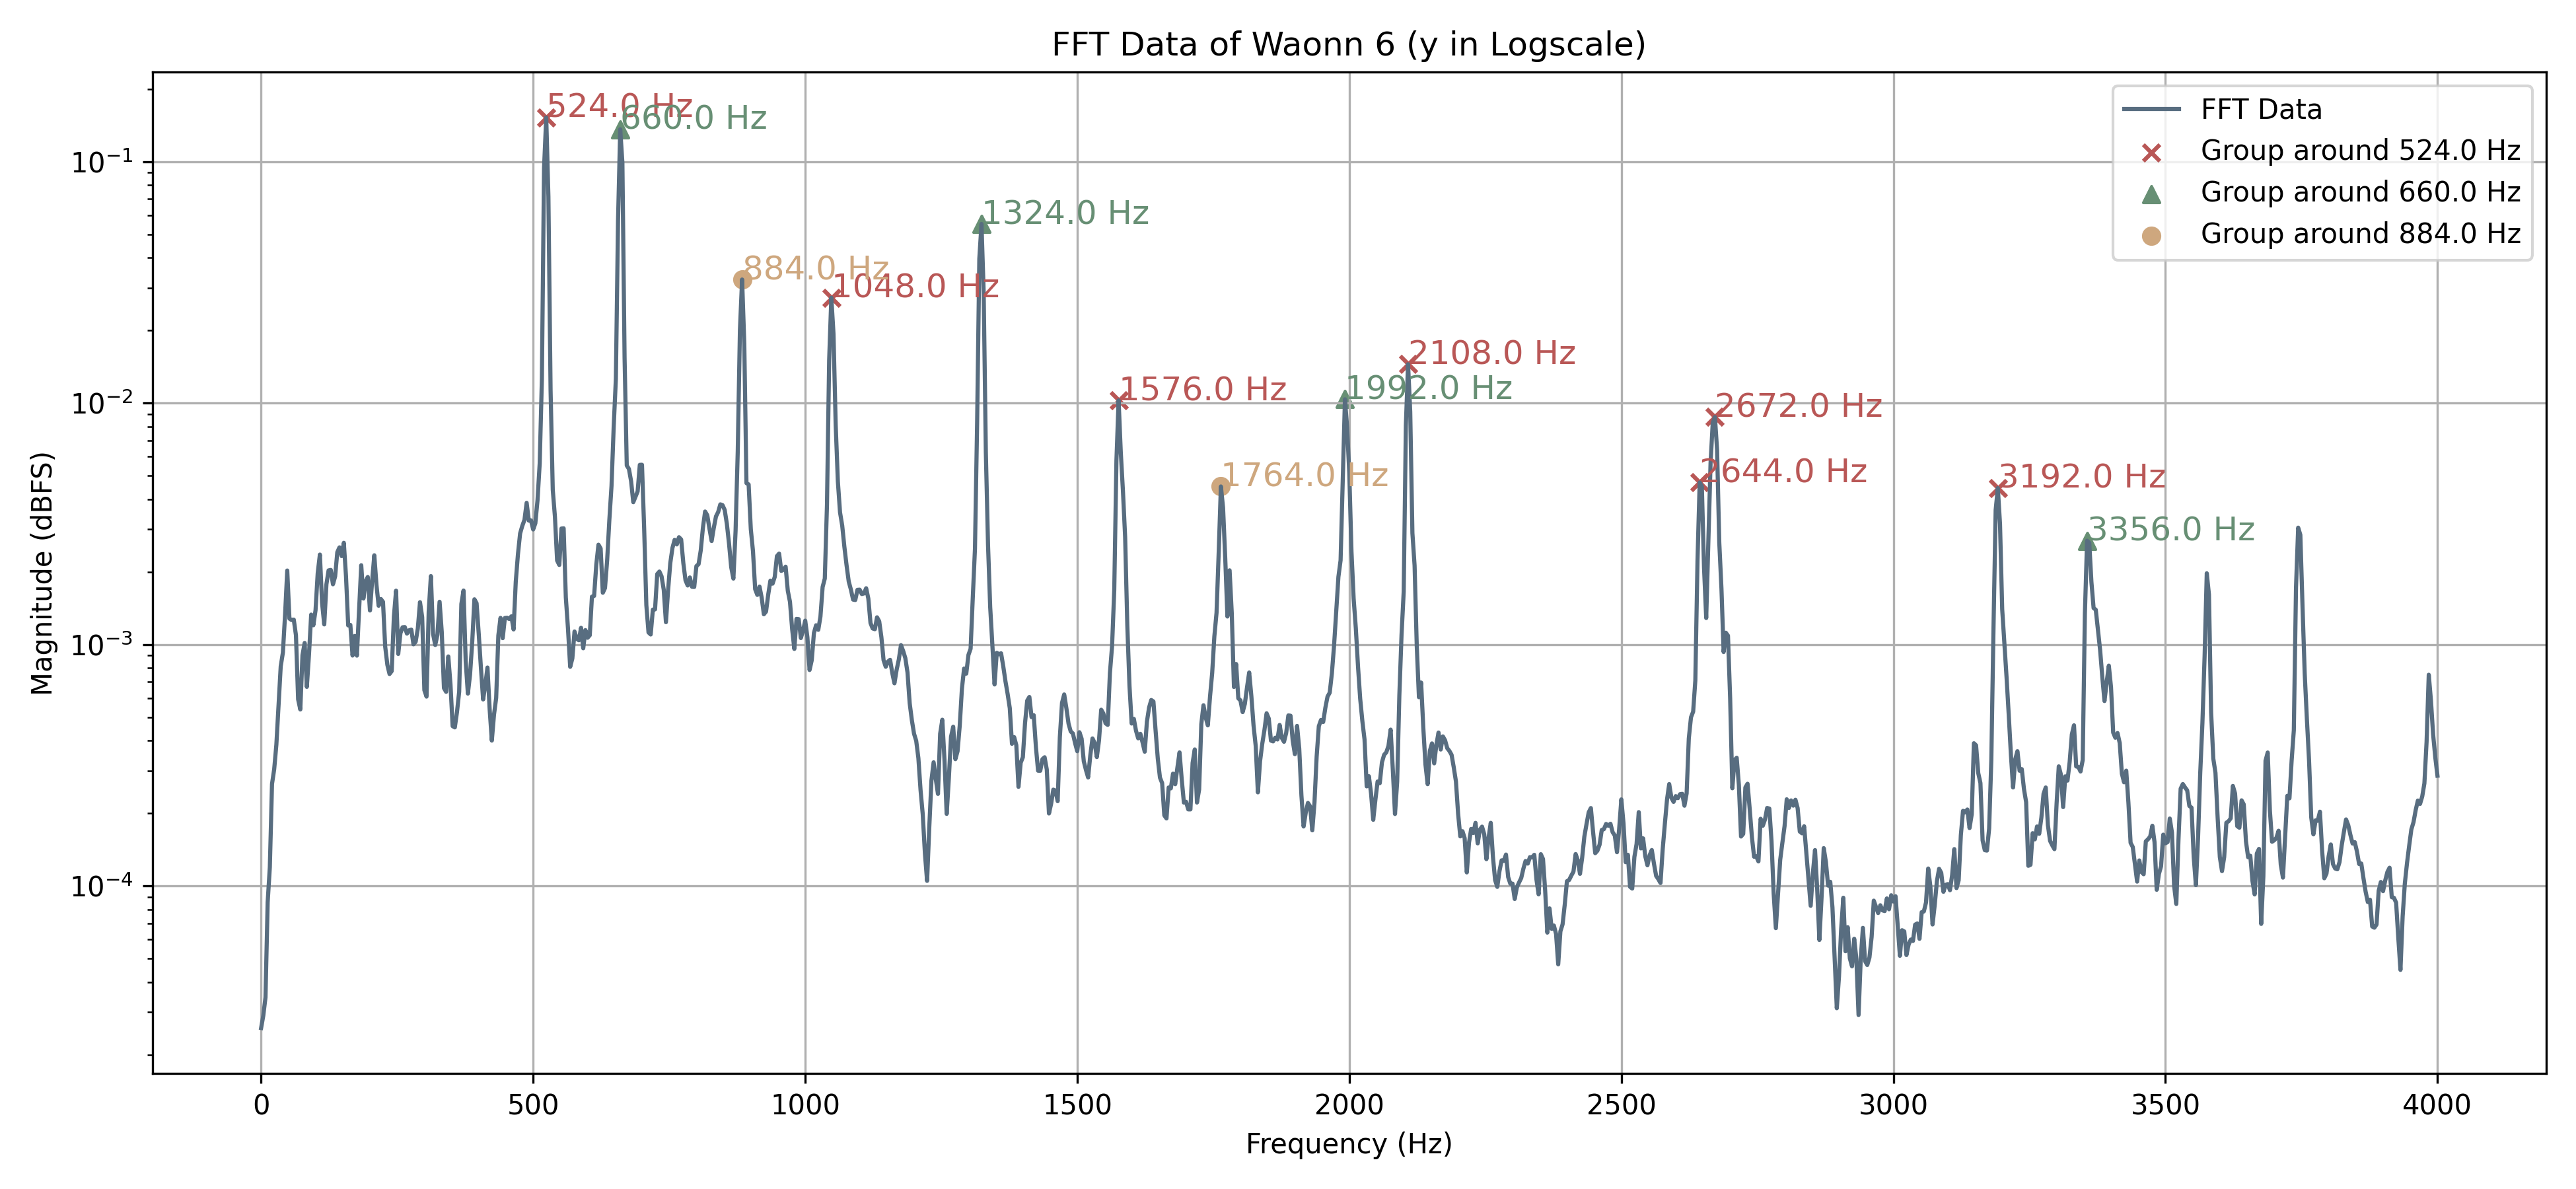 FFT Data of Waonn 6 (y in Logscale)
FFT Data
Group around 524.0 Hz
Group around 660.0 Hz
Group around 884.0 Hz
524.0 Hz
660.0 Hz
1324.0 Hz
884.0 Hz
1048.0 Hz
2108.0 Hz
1576.0 Hz
1992.0 Hz
2672.0 Hz
1764.0 Hz
2644.0 Hz
3192.0 Hz
3356.0 Hz
Magnitude (dBFS)
10⁻¹
10⁻²
10⁻³
10⁻⁴
0 500 1000 1500 2000 2500 3000 3500 4000
Frequency (Hz)